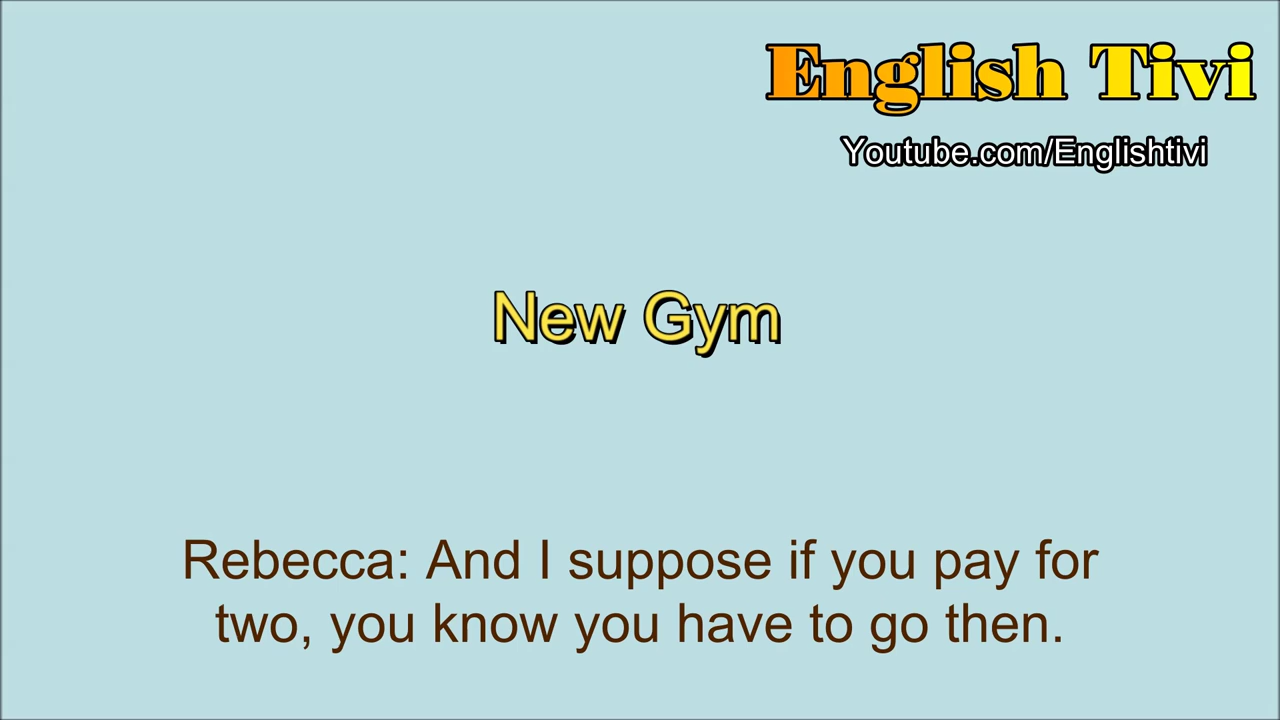 English Tivi
Youtube.com/Englishtivi
New Gym
Rebecca: And I suppose if you pay for
two, you know you have to go then.